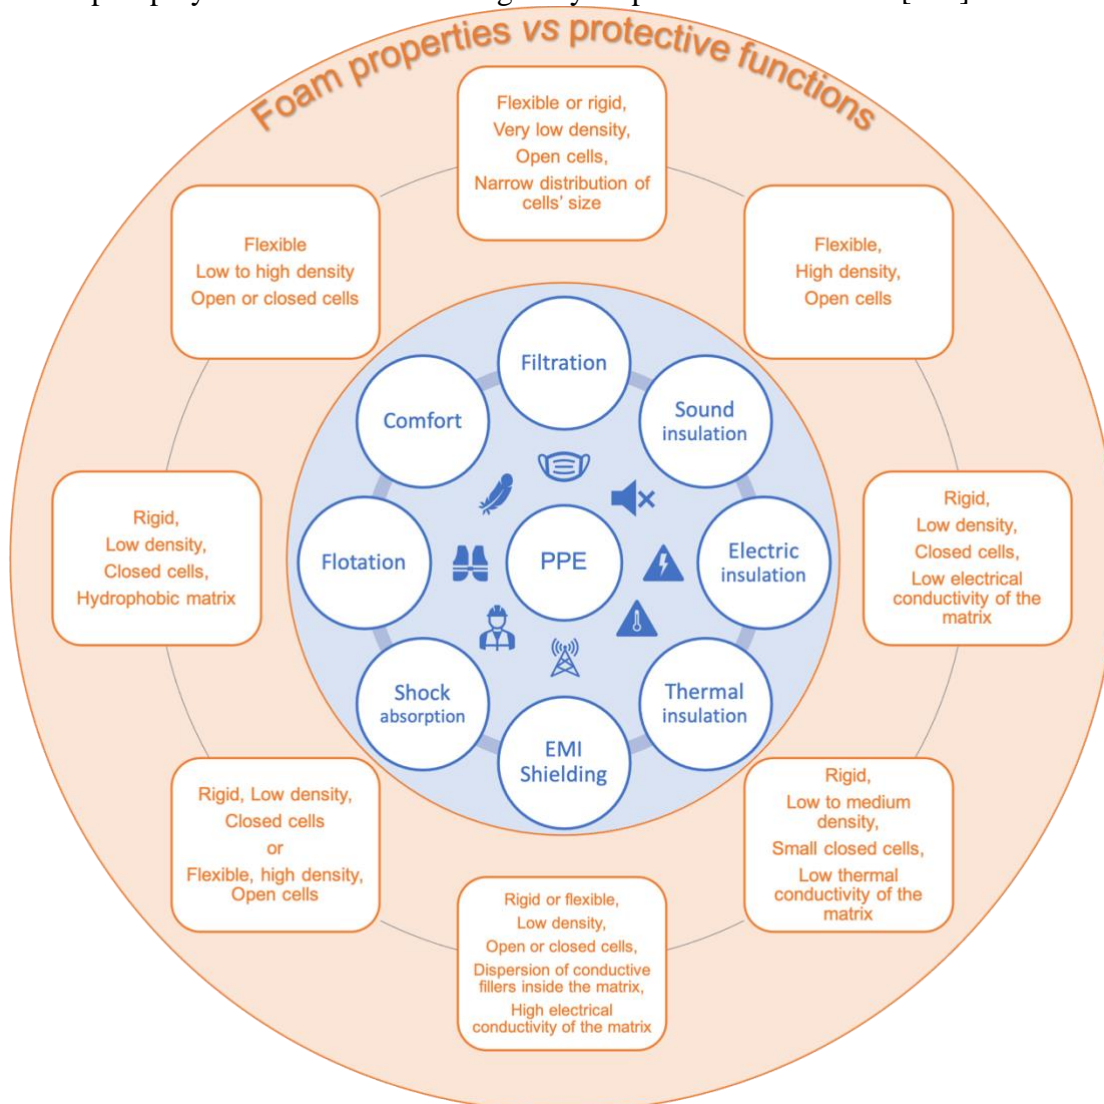 Foam properties vs protective functions
Flexible or rigid,
Very low density,
Open cells,
Narrow distribution of
cells' size
Flexible
Low to high density
Open or closed cells
Flexible,
High density,
Open cells
Filtration
Comfort
Sound
insulation
Rigid,
Low density,
Closed cells,
Hydrophobic matrix
Flotation
PPE
Electric
insulation
Rigid,
Low density,
Closed cells,
Low electrical
conductivity of the
matrix
Shock
absorption
Thermal
insulation
EMI
Shielding
Rigid, Low density,
Closed cells
or
Flexible, high density,
Open cells
Rigid,
Low to medium
density,
Small closed cells,
Low thermal
conductivity of the
matrix
Rigid or flexible,
Low density,
Open or closed cells,
Dispersion of conductive
fillers inside the matrix,
High electrical
conductivity of the matrix